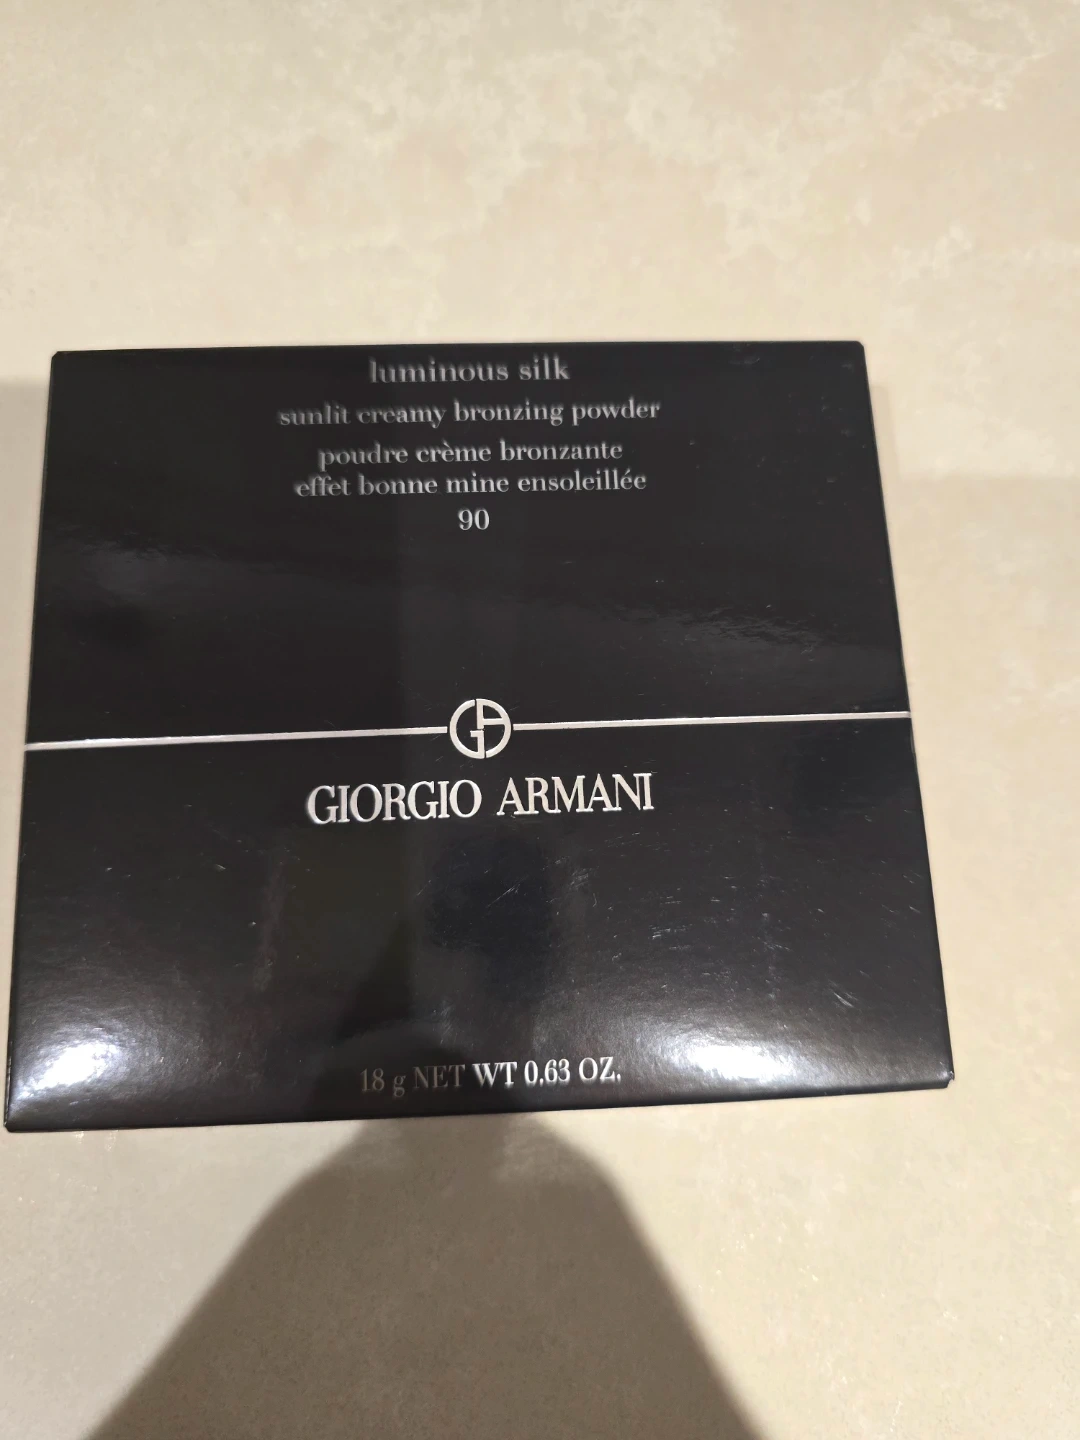 luminous silk
sunlit creamy bronzing powder
poudre crème bronzante
effet bonne mine ensoleillée
90
GA
GIORGIO ARMANI
18 g NET WT 0.63 OZ.